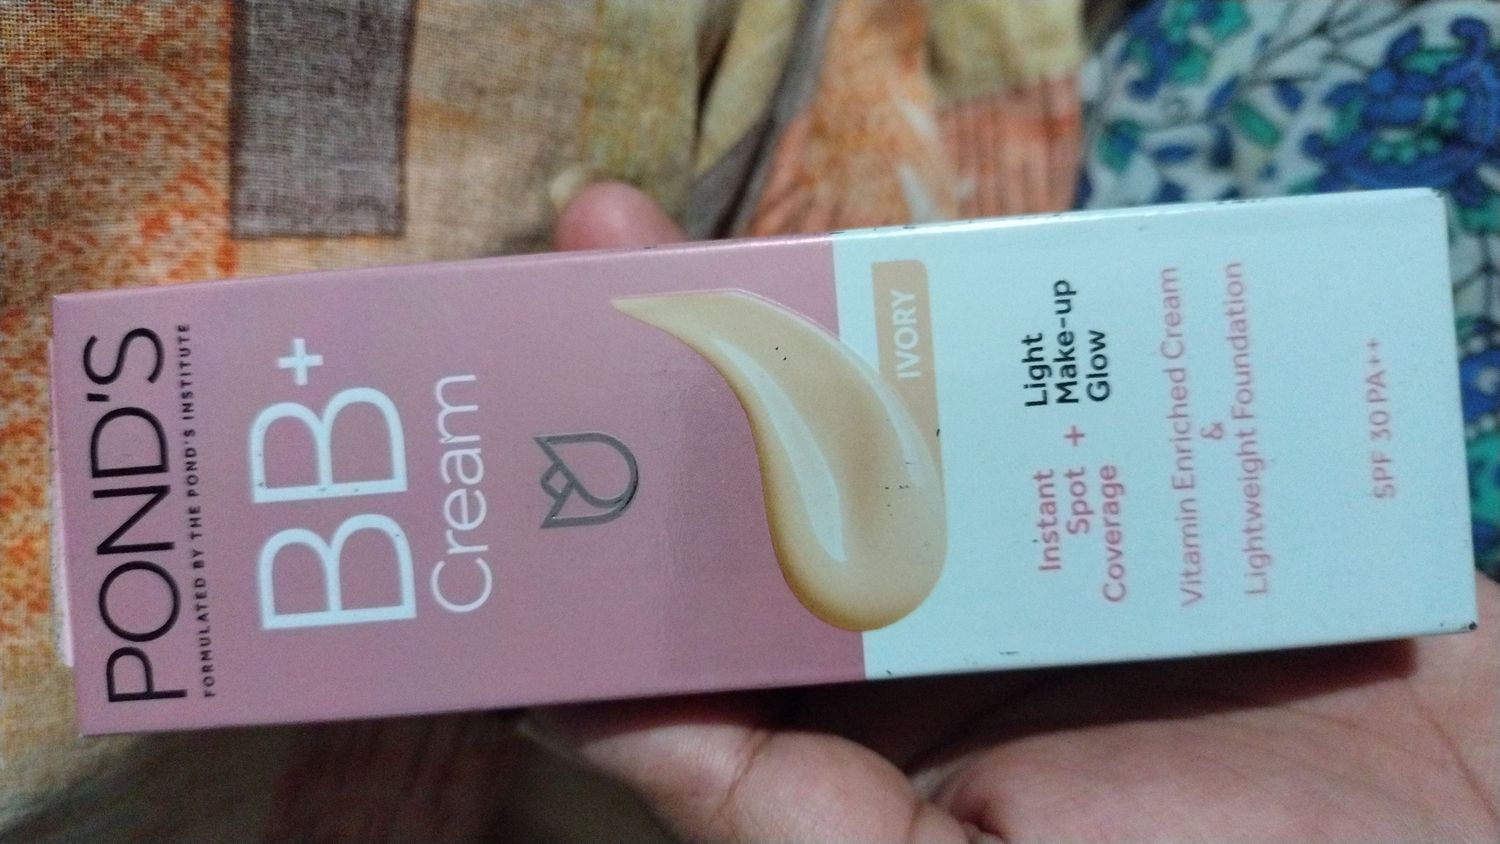 POND'S
FORMULATED BY THE POND'S INSTITUTE
BB+
Cream
IVORY
Instant
Spot
Coverage
+
Light
Make-up
Glow
Vitamin Enriched Cream
&
Lightweight Foundation
SPF 30 PA++